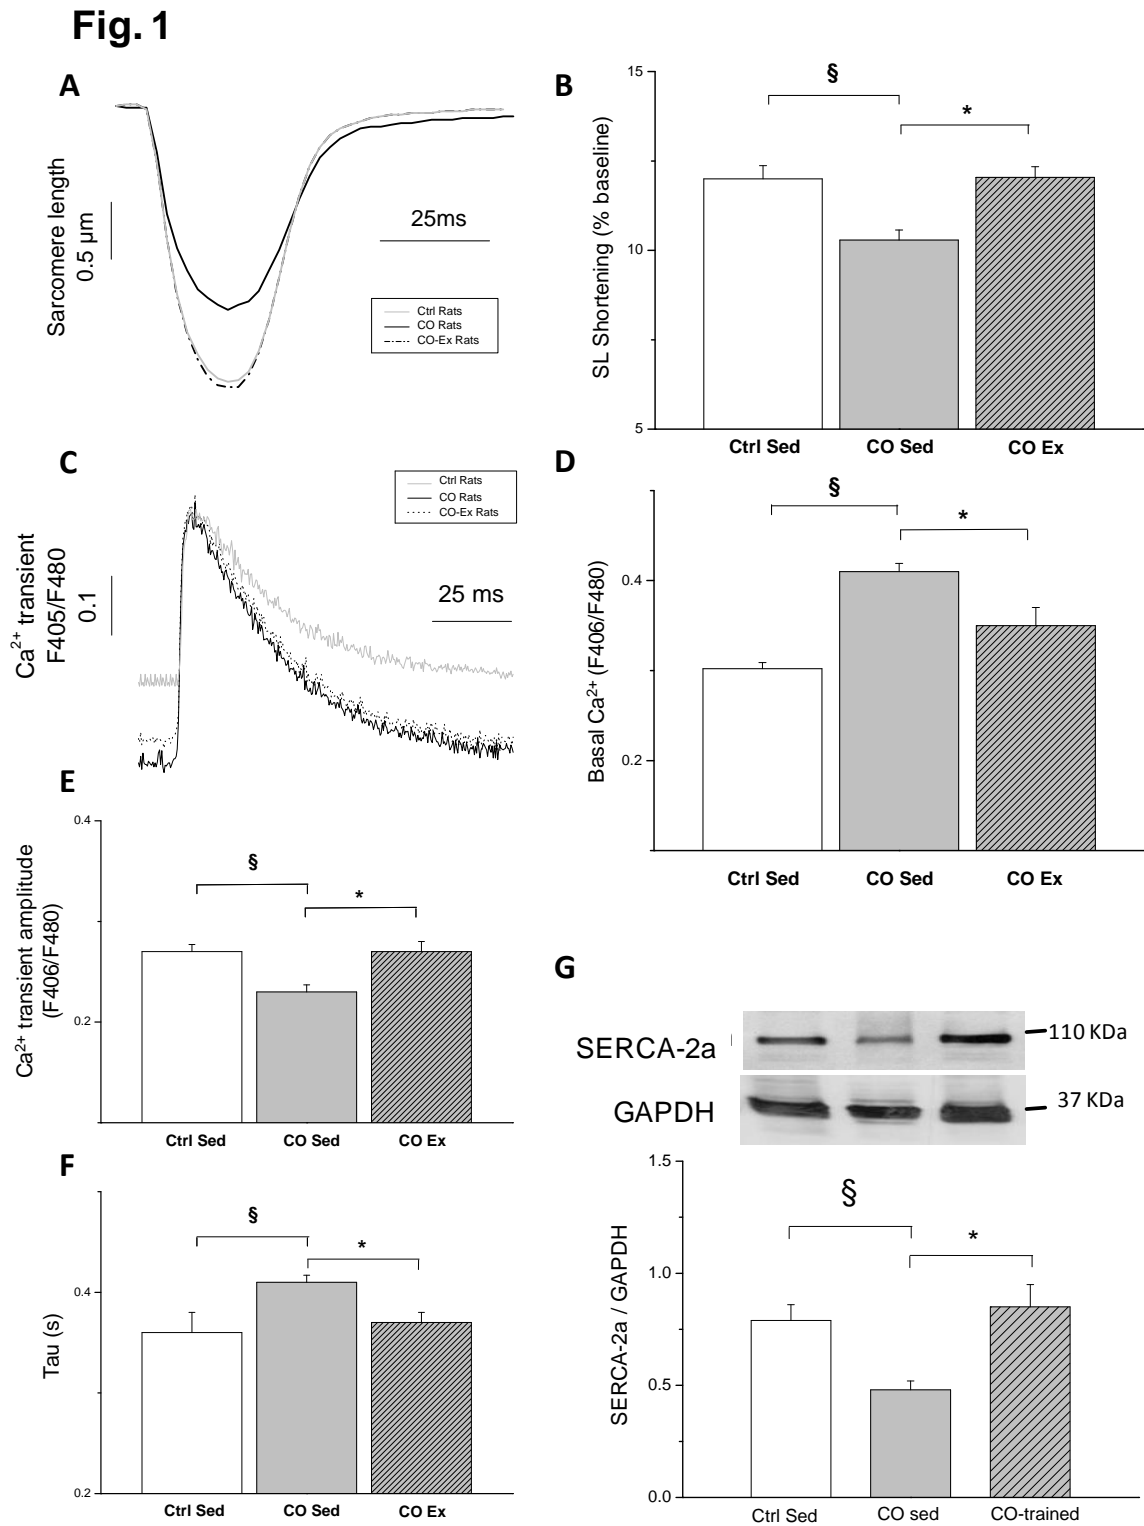 Fig. 1
A
Sarcomere length
0.5 µm
25ms
Ctrl Rats
CO Rats
CO-Ex Rats
B
SL Shortening (% baseline)
15
10
5
§
*
Ctrl Sed
CO Sed
CO Ex
C
Ca2+ transient
F405/F480
0.1
25 ms
Ctrl Rats
CO Rats
CO-Ex Rats
D
Basal Ca2+ (F406/F480)
0.4
0.2
§
*
Ctrl Sed
CO Sed
CO Ex
E
Ca2+ transient amplitude
(F406/F480)
0.4
0.2
§
*
Ctrl Sed
CO Sed
CO Ex
F
Tau (s)
0.4
0.2
§
*
Ctrl Sed
CO Sed
CO Ex
G
SERCA-2a
110 KDa
GAPDH
37 KDa
SERCA-2a / GAPDH
1.5
1.0
0.5
0.0
§
*
Ctrl Sed
CO sed
CO-trained